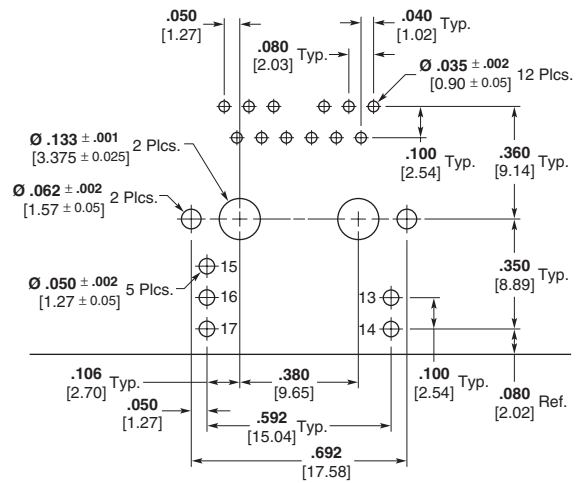 .050
[1.27]
.040
[1.02] Typ.
.080
[2.03] Typ.
Ø .035 ± .002
[0.90 ± 0.05] 12 Plcs.
Ø .133 ± .001
[3.375 ± 0.025] 2 Plcs.
.100
[2.54] Typ.
.360
[9.14] Typ.
Ø .062 ± .002
[1.57 ± 0.05] 2 Plcs.
Ø .050 ± .002
[1.27 ± 0.05] 5 Plcs.
15
16
17
13
14
.350
[8.89] Typ.
.106
[2.70] Typ.
.380
[9.65]
.100
[2.54] Typ.
.080
[2.02] Ref.
.050
[1.27]
.592
[15.04] Typ.
.692
[17.58]